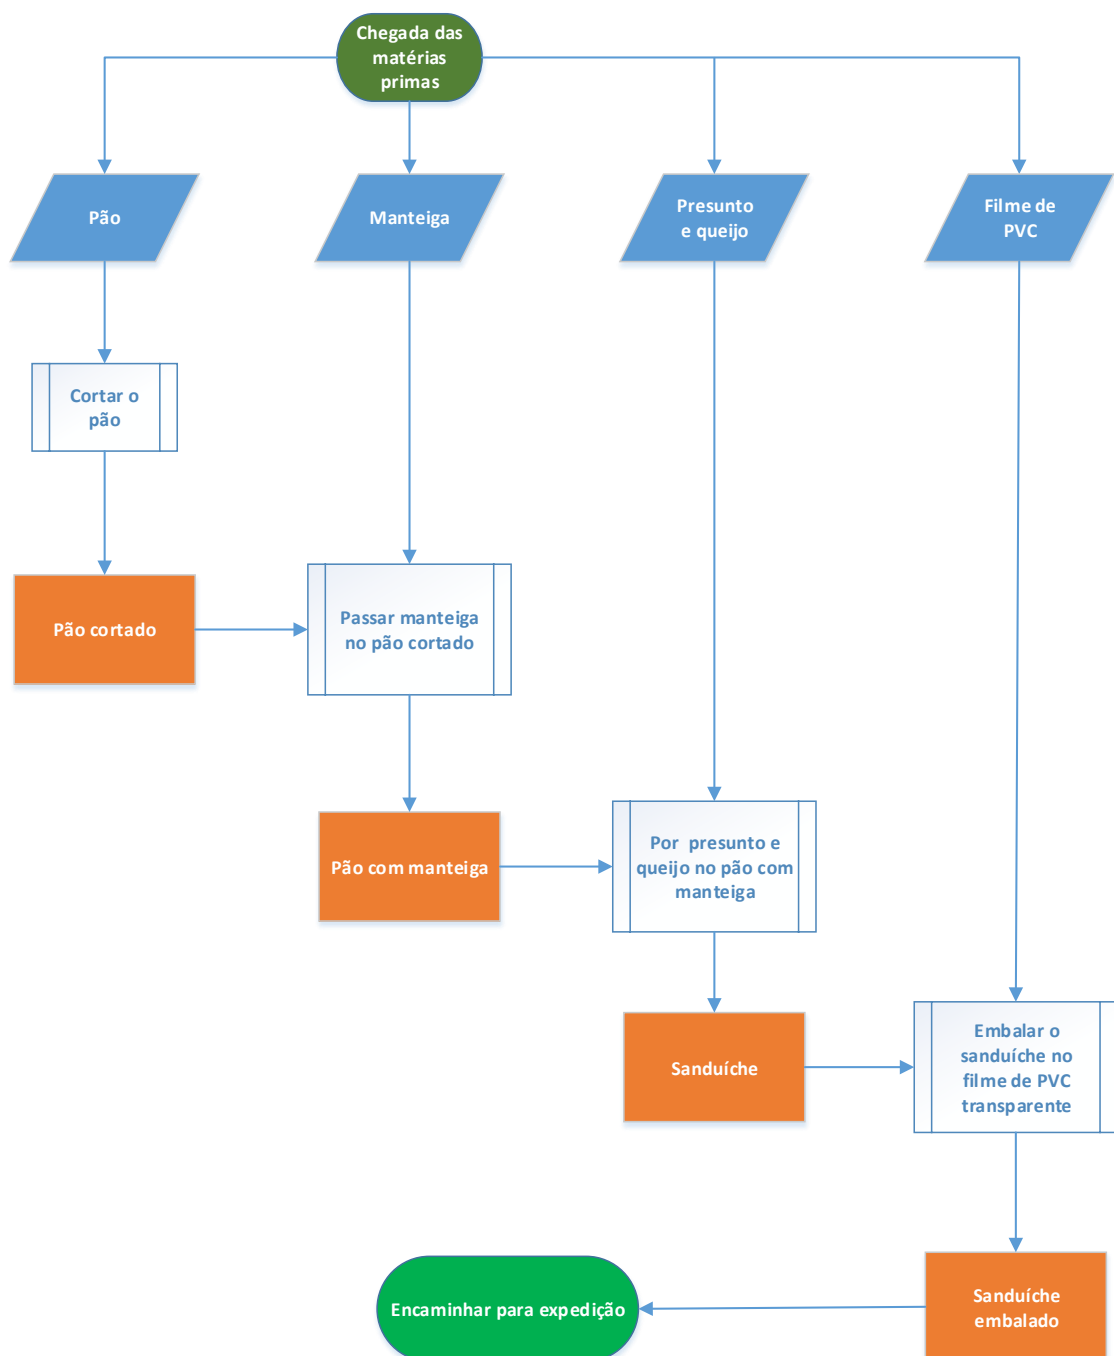 Chegada das
matérias
primas
Pão
Manteiga
Presunto
e queijo
Filme de
PVC
Cortar o
pão
Pão cortado
Passar manteiga
no pão cortado
Pão com manteiga
Por presunto e
queijo no pão com
manteiga
Sanduíche
Embalar o
sanduíche no
filme de PVC
transparente
Sanduíche
embalado
Encaminhar para expedição